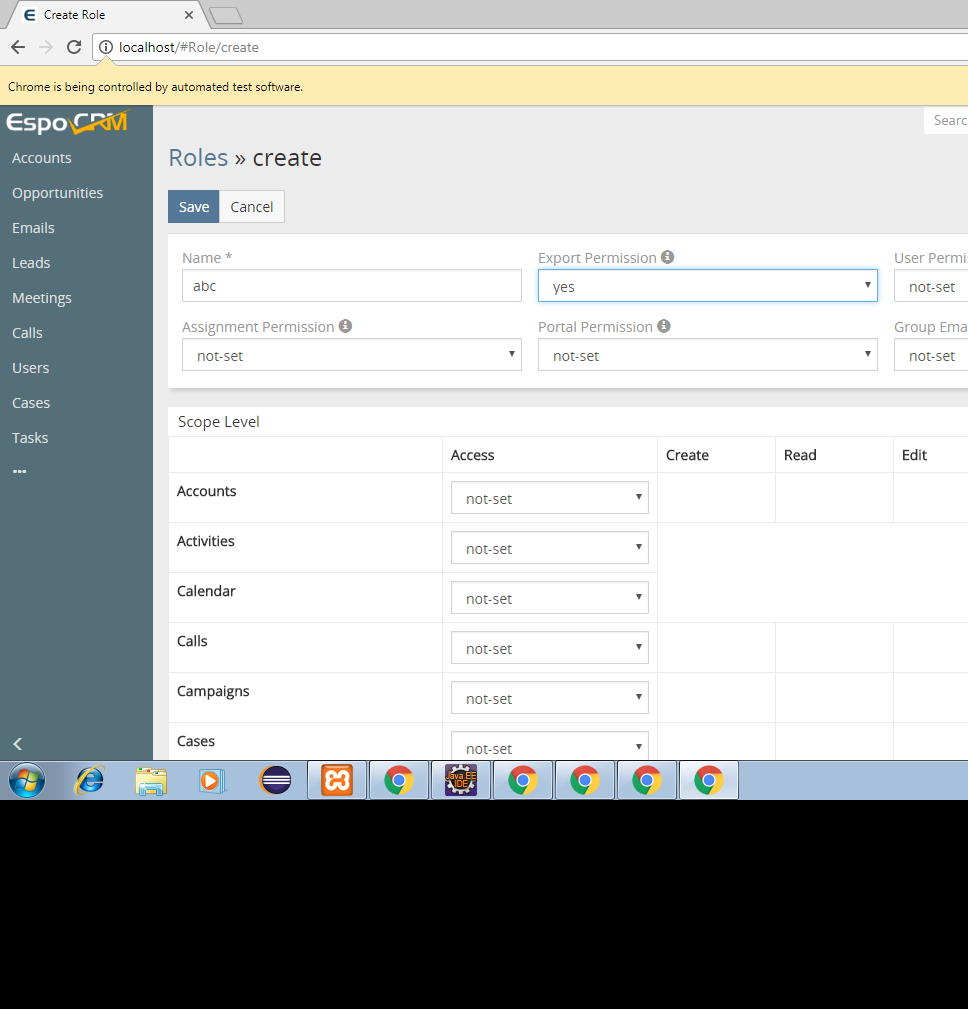 Create Role
localhost/#Role/create
Chrome is being controlled by automated test software.
EspoCRM
Searc
Accounts
Opportunities
Emails
Leads
Meetings
Calls
Users
Cases
Tasks
Roles » create
Save Cancel
Name * Export Permission User Permi
abc yes not-set
Assignment Permission Portal Permission Group Ema
not-set not-set not-set
Scope Level
Access Create Read Edit
Accounts not-set
Activities not-set
Calendar not-set
Calls not-set
Campaigns not-set
Cases not-set
Java EE
IDE